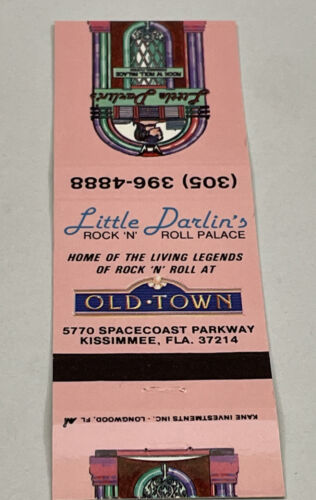 ROCK 'N' ROLL PALACE
Little Darlin's
(305) 396-4888
Little Darlin's
ROCK 'N' ROLL PALACE
HOME OF THE LIVING LEGENDS
OF ROCK 'N' ROLL AT
OLD·TOWN
5770 SPACECOAST PARKWAY
KISSIMMEE, FLA. 37214
KANE INVESTMENTS INC. - LONGWOOD, FL